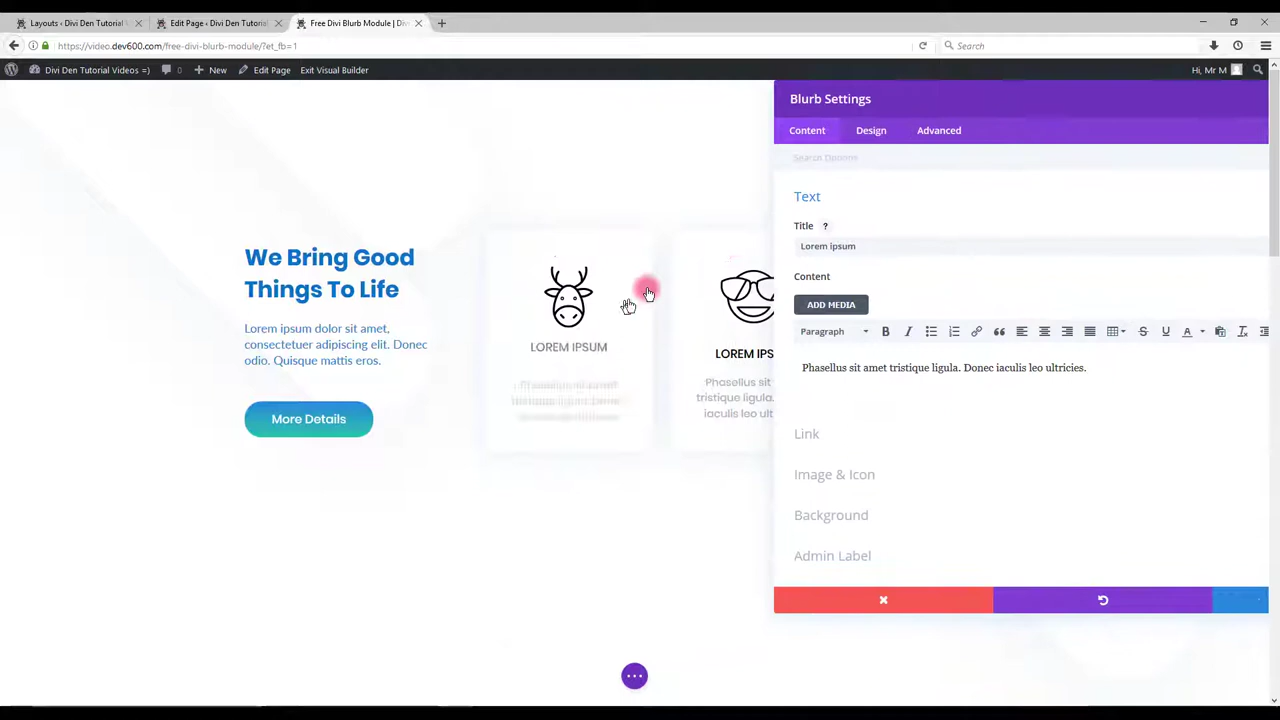 Layouts ‹ Divi Den Tutorial
Edit Page ‹ Divi Den Tutorial
Free Divi Blurb Module | Div
https://video.dev600.com/free-divi-blurb-module/?et_fb=1
Search
Divi Den Tutorial Videos =)
0
New
Edit Page
Exit Visual Builder
Hi, Mr M
Blurb Settings
Content
Design
Advanced
Search Options
Text
Title ?
Lorem ipsum
Content
ADD MEDIA
Paragraph
Phasellus sit amet tristique ligula. Donec iaculis leo ultricies.
Link
Image & Icon
Background
Admin Label
We Bring Good
Things To Life
Lorem ipsum dolor sit amet,
consectetuer adipiscing elit. Donec
odio. Quisque mattis eros.
More Details
LOREM IPSUM
LOREM IPS
Phasellus sit
tristique ligula.
iaculis leo ult